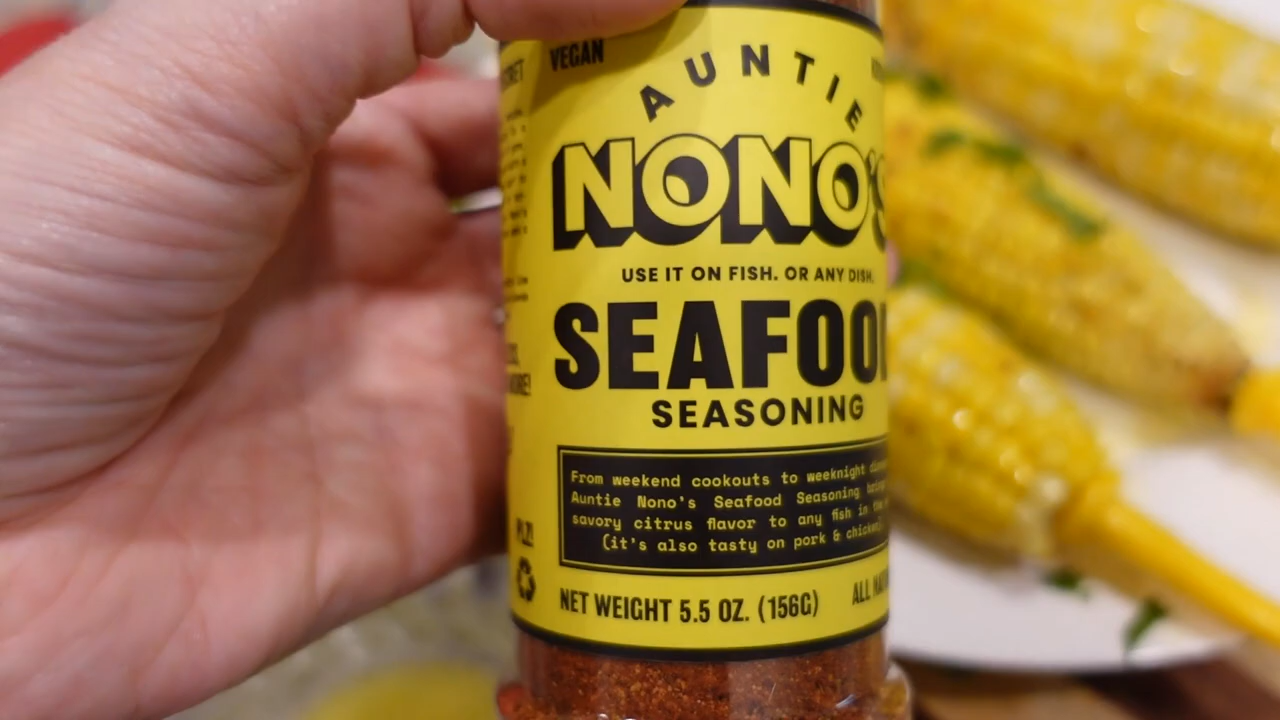 VEGAN
AUNTIE
NONO'S
USE IT ON FISH. OR ANY DISH.
SEAFOO
SEASONING
From weekend cookouts to weeknight
Auntie Nono's Seafood Seasoning
savory citrus flavor to any fish in
(it's also tasty on pork & chicken)
NET WEIGHT 5.5 OZ. (156G)
ALL